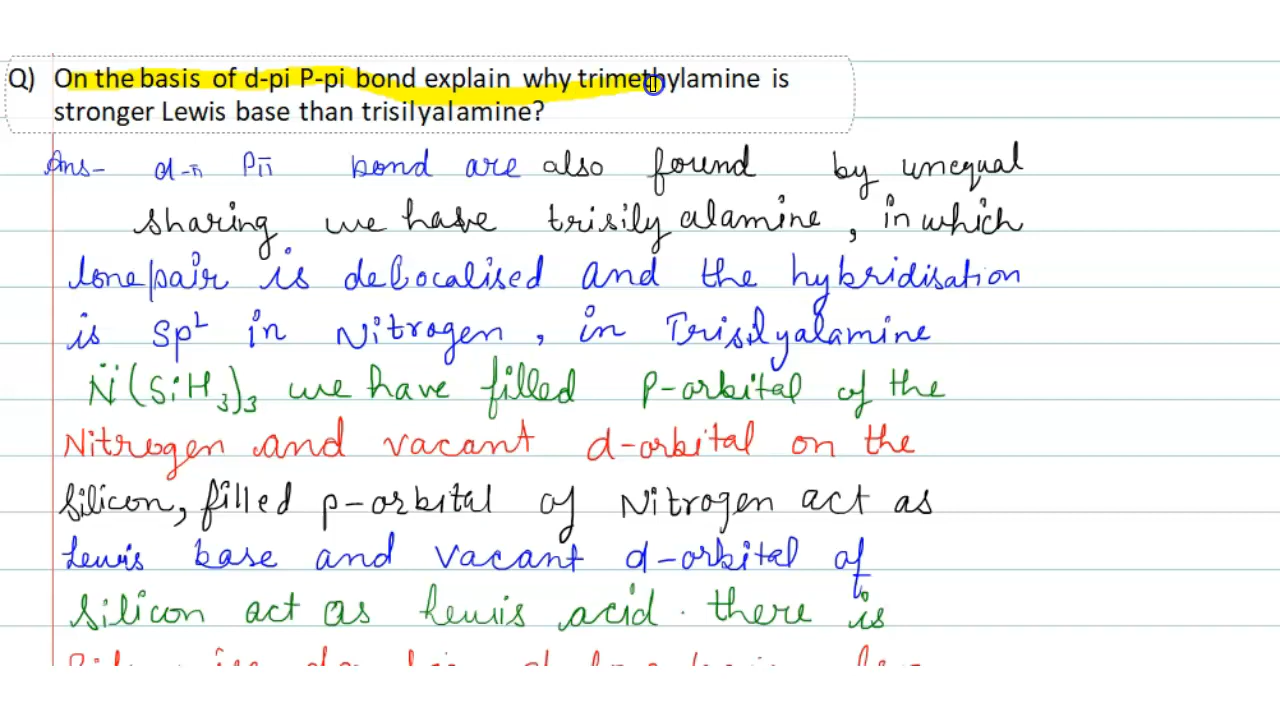 Q) On the basis of d-pi P-pi bond explain why trimethylamine is
stronger Lewis base than trisilyalamine?
Ans- d-π Pπ bond are also found by unequal
sharing we have trisilyalamine, in which
lonepair is delocalised and the hybridisation
is Sp² in Nitrogen, in Trisilyalamine
N̈(SiH₃)₃ we have filled P-orbital of the
Nitrogen and vacant d-orbital on the
Silicon, filled p-orbital of Nitrogen act as
Lewis base and vacant d-orbital of
Silicon act as Lewis acid. there is